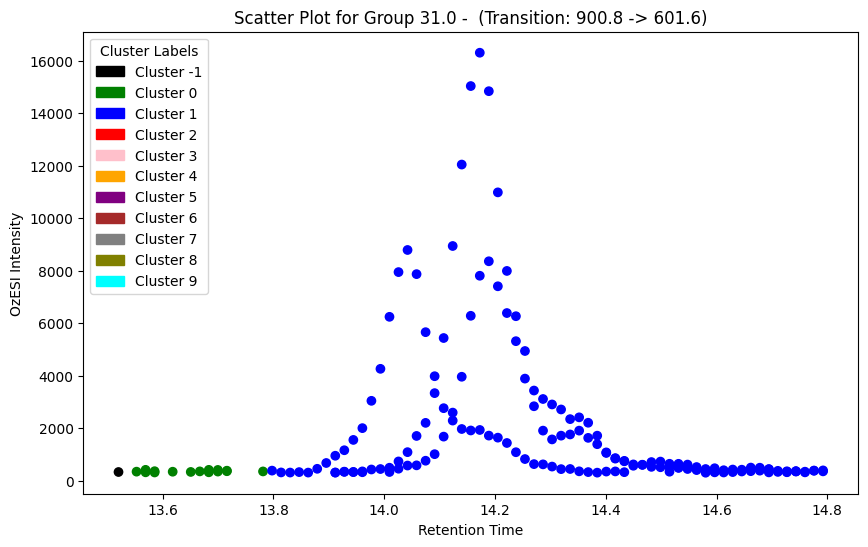 Scatter Plot for Group 31.0 -  (Transition: 900.8 -> 601.6)
Cluster Labels
Cluster -1
Cluster 0
Cluster 1
Cluster 2
Cluster 3
Cluster 4
Cluster 5
Cluster 6
Cluster 7
Cluster 8
Cluster 9
OzESI Intensity
16000
14000
12000
10000
8000
6000
4000
2000
0
13.6
13.8
14.0
14.2
14.4
14.6
14.8
Retention Time